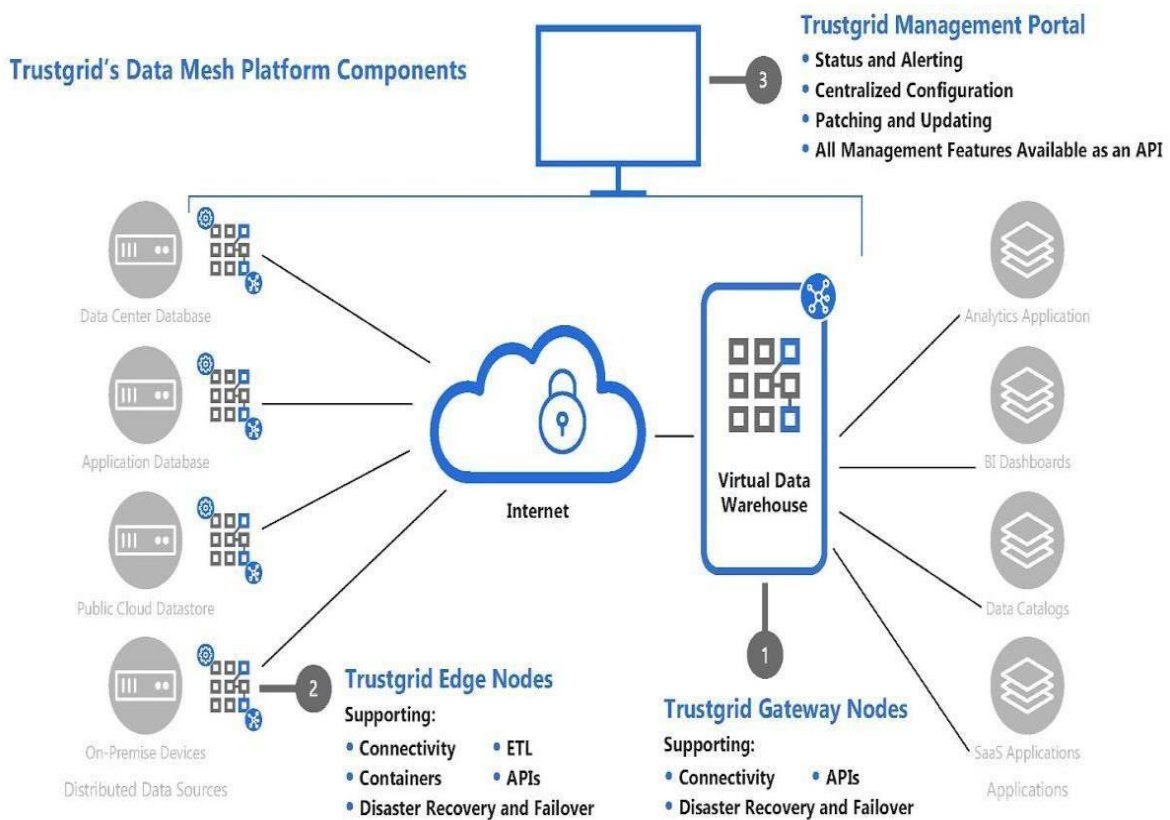 Trustgrid's Data Mesh Platform Components
Trustgrid Management Portal
• Status and Alerting
• Centralized Configuration
• Patching and Updating
• All Management Features Available as an API
3
Data Center Database
Application Database
Public Cloud Datastore
On-Premise Devices
Distributed Data Sources
Internet
Virtual Data
Warehouse
Analytics Application
BI Dashboards
Data Catalogs
SaaS Applications
Applications
2
Trustgrid Edge Nodes
Supporting:
• Connectivity • ETL
• Containers • APIs
• Disaster Recovery and Failover
1
Trustgrid Gateway Nodes
Supporting:
• Connectivity • APIs
• Disaster Recovery and Failover